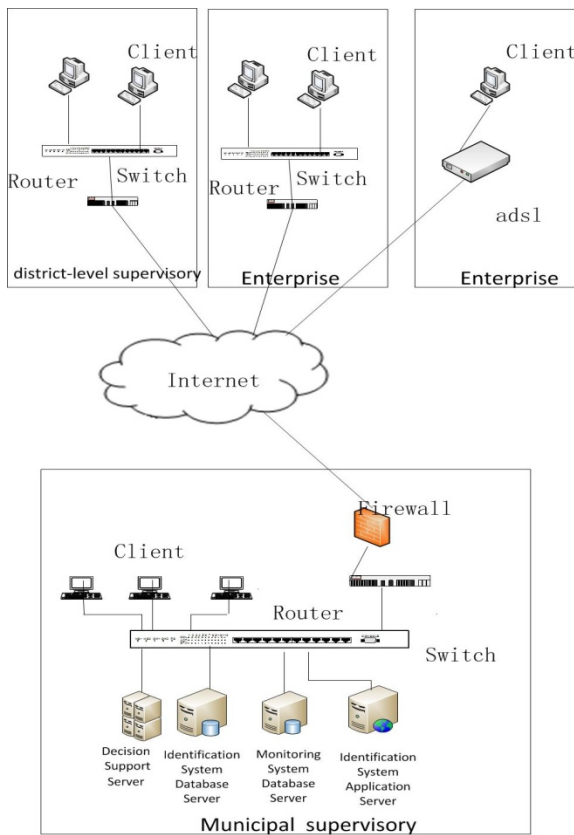 Client
Client
Client
Router
Switch
Router
Switch
adsl
district-level supervisory
Enterprise
Enterprise
Internet
Firewall
Client
Router
Switch
Decision
Support
Server
Identification
System
Database
Server
Monitoring
System
Database
Server
Identification
System
Application
Server
Municipal supervisory